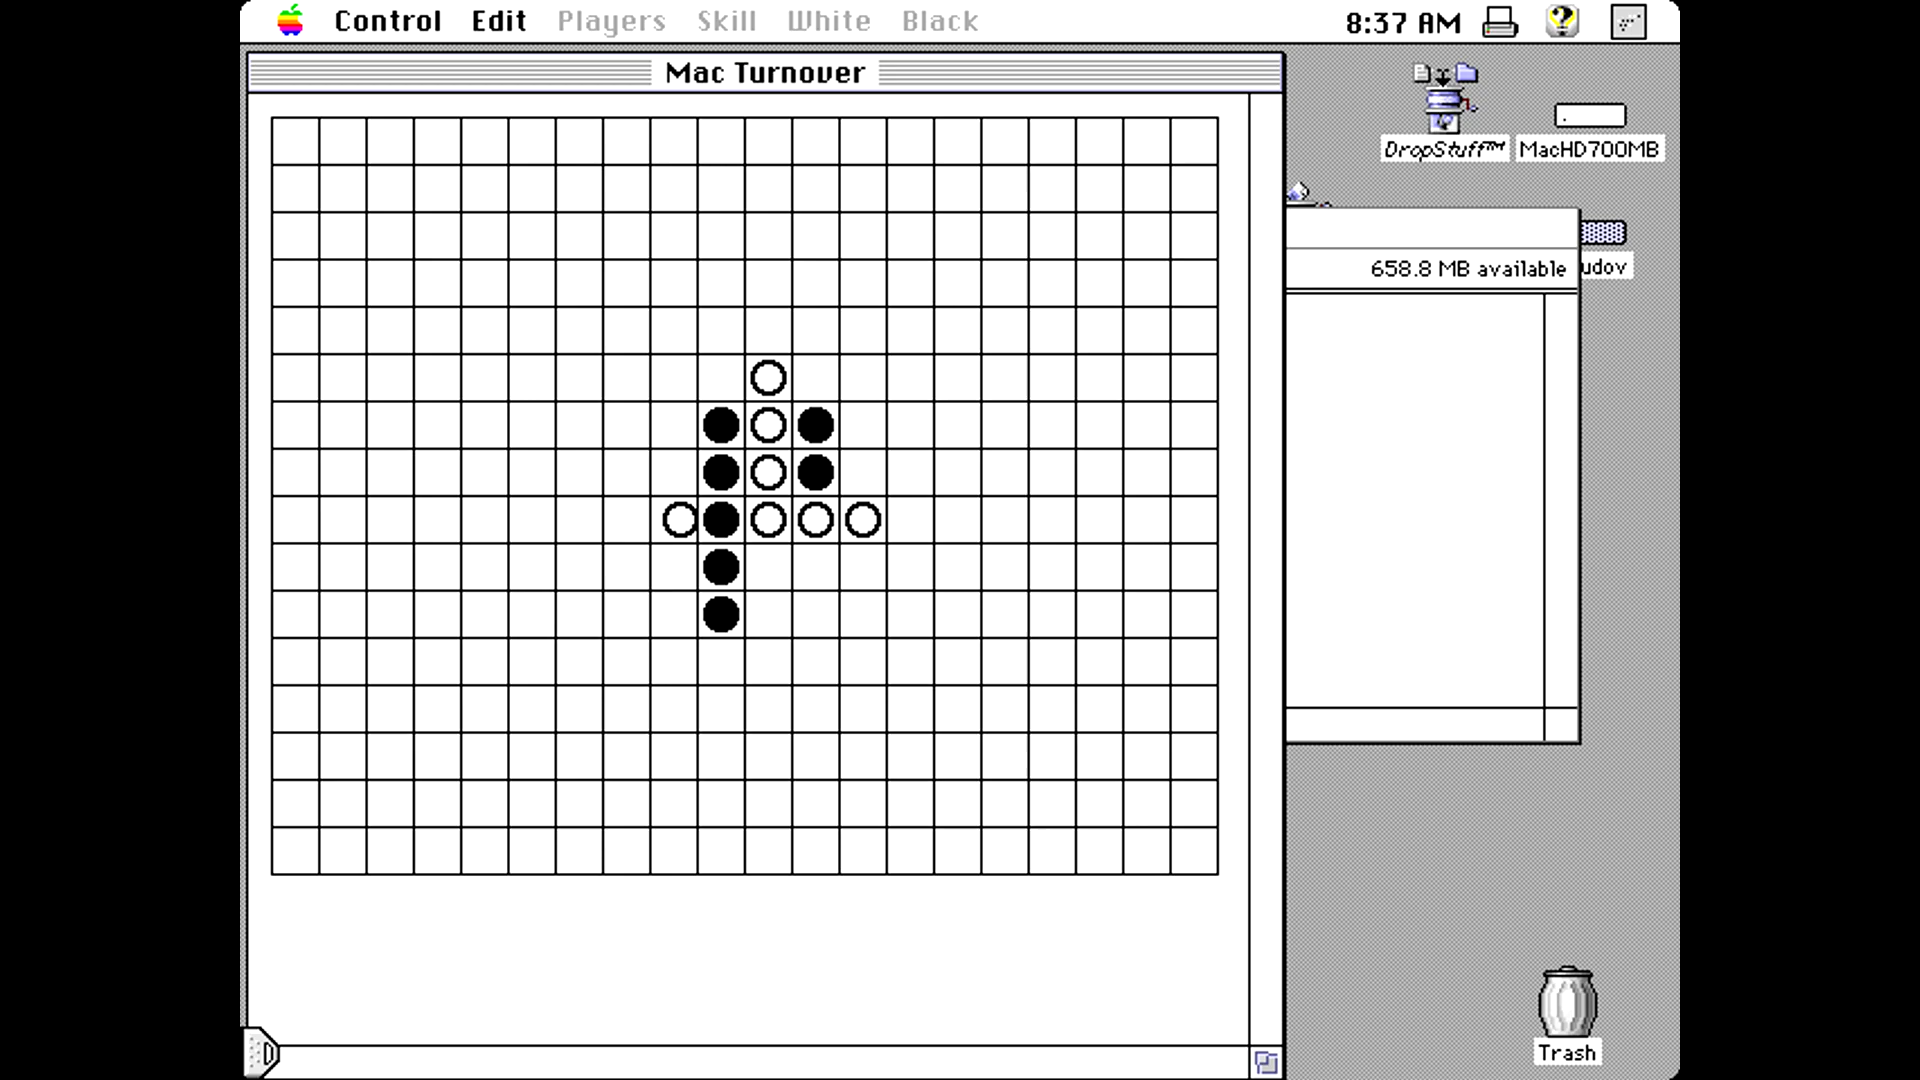 Control Edit Players Skill White Black 8:37 AM
Mac Turnover
DropStuff™ MacHD700MB
658.8 MB available
udov
Trash